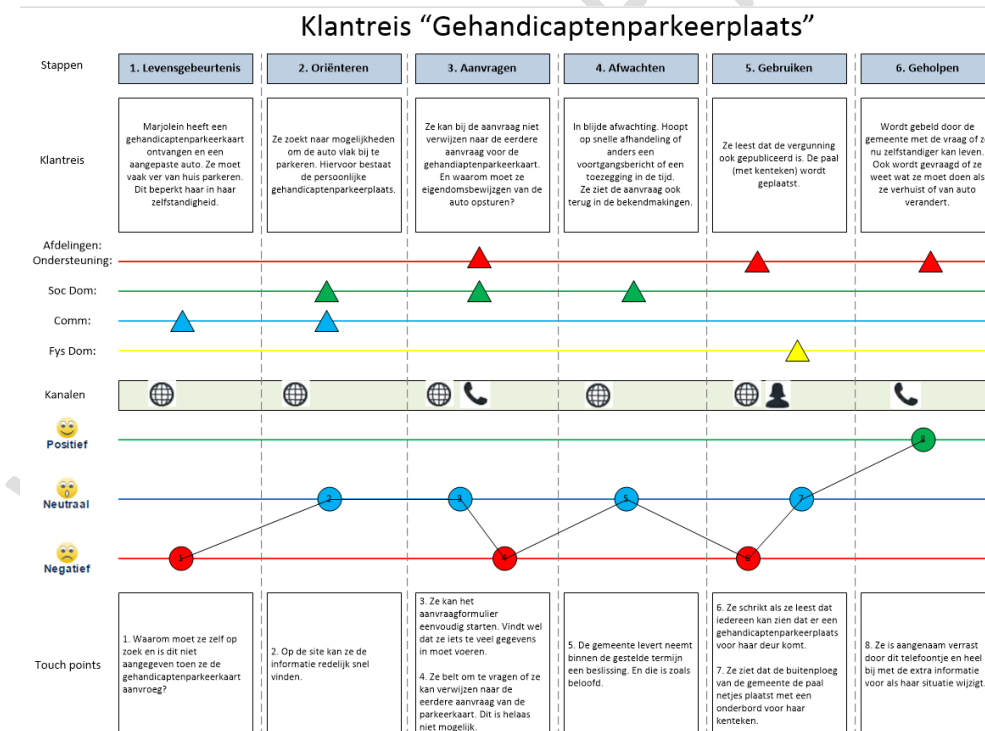 Klantreis “Gehandicaptenparkeerplaats”
Stappen
1. Levensgebeurtenis
2. Oriënteren
3. Aanvragen
4. Afwachten
5. Gebruiken
6. Geholpen
Klantreis
Marjolein heeft een
gehandicaptenparkeerkaart
ontvangen en een
aangepaste auto. Ze moet
vaak ver van huis parkeren.
Dit beperkt haar in haar
zelfstandigheid.
Ze zoekt naar mogelijkheden
om de auto vlak bij te
parkeren. Hiervoor bestaat
de persoonlijke
gehandicaptenparkeerplaats.
Ze kan bij de aanvraag niet
verwijzen naar de eerdere
aanvraag voor de
gehandiaptenparkeerkaart.
En waarom moet ze
eigendomsbewijzen van de
auto opsturen?
In blijde afwachting. Hoopt
op snelle afhandeling of
anders een
voortgangsbericht of een
toezegging in de tijd.
Ze ziet de aanvraag ook
terug in de bekendmakingen.
Ze leest dat de vergunning
ook gepubliceerd is. De paal
(met kenteken) wordt
geplaatst.
Wordt gebeld door de
gemeente met de vraag of ze
nu zelfstandiger kan leven.
Ook wordt gevraagd of ze
weet wat ze moet doen als
ze verhuist of van auto
verandert.
Afdelingen:
Ondersteuning:
Soc Dom:
Comm:
Fys Dom:
Kanalen
Positief
8
Neutraal
2
3
5
7
Negatief
1
4
6
Touch points
1. Waarom moet ze zelf op
zoek en is dit niet
aangegeven toen ze de
gehandicaptenparkeerkaart
aanvroeg?
2. Op de site kan ze de
informatie redelijk snel
vinden.
3. Ze kan het
aanvraagformulier
eenvoudig starten. Vindt wel
dat ze iets te veel gegevens
in moet voeren.
4. Ze belt om te vragen of ze
kan verwijzen naar de
eerdere aanvraag van de
parkeerkaart. Dit is helaas
niet mogelijk.
5. De gemeente levert neemt
binnen de gestelde termijn
een beslissing. En die is zoals
beloofd.
6. Ze schrikt als ze leest dat
iedereen kan zien dat er een
gehandicaptenparkeerplaats
voor haar deur komt.
7. Ze ziet dat de buitenploeg
van de gemeente de paal
netjes plaatst met een
onderbord voor haar
kenteken.
8. Ze is aangenaam verrast
door dit telefoontje en heel
bij met de extra informatie
voor als haar situatie wijzigt.